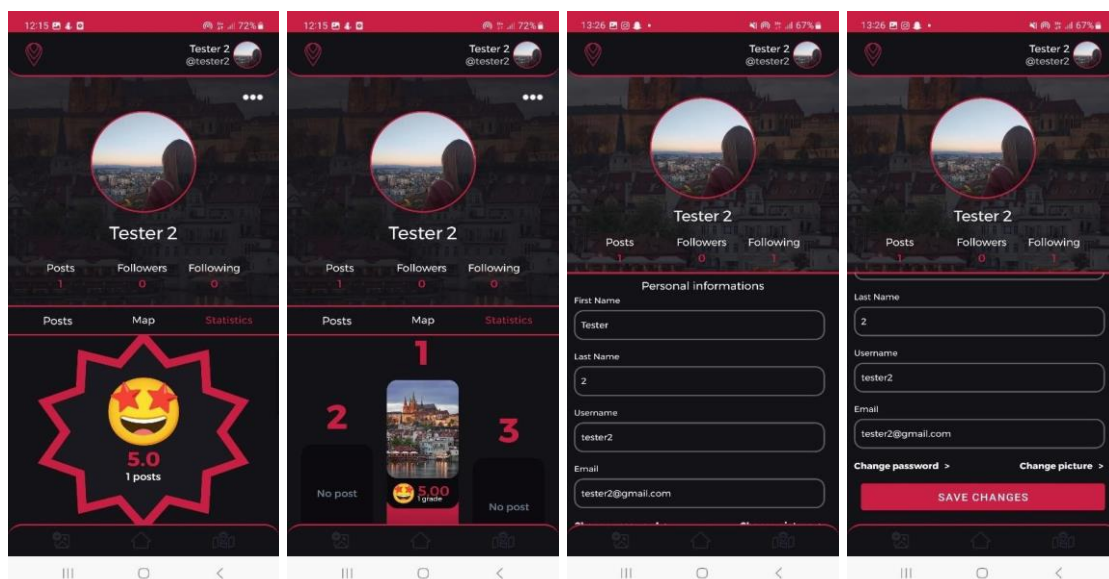 12:15 72%
Tester 2
@tester2
Tester 2
Posts Followers Following
1 0 0
Posts Map Statistics
5.0
1 posts
12:15 72%
Tester 2
@tester2
Tester 2
Posts Followers Following
1 0 0
Posts Map Statistics
1
2
3
No post
5.00
1 grade
No post
13:26 67%
Tester 2
@tester2
Tester 2
Posts Followers Following
1 0 1
Personal informations
First Name
Tester
Last Name
2
Username
tester2
Email
tester2@gmail.com
13:26 67%
Tester 2
@tester2
Tester 2
Posts Followers Following
1 0 1
Last Name
2
Username
tester2
Email
tester2@gmail.com
Change password > Change picture >
SAVE CHANGES